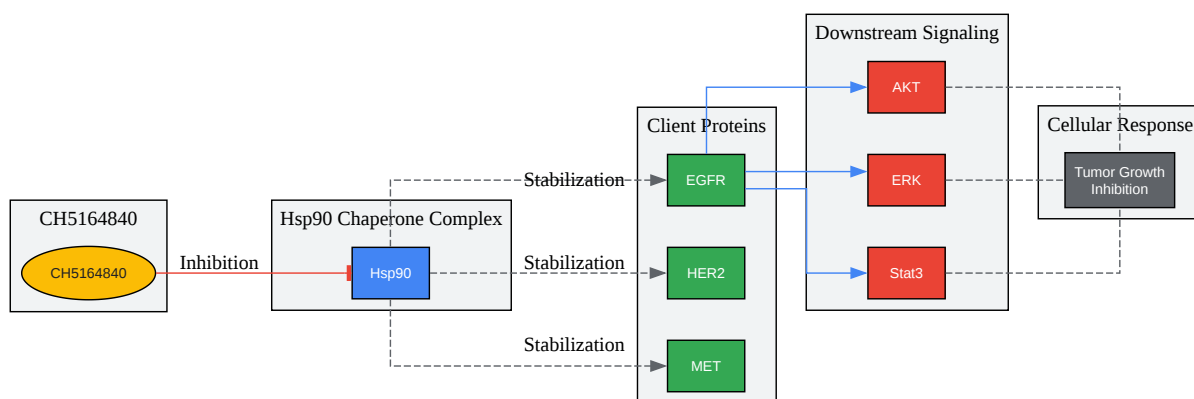 CH5164840
CH5164840
Inhibition
Hsp90 Chaperone Complex
Hsp90
Stabilization
Stabilization
Stabilization
Client Proteins
EGFR
HER2
MET
Downstream Signaling
AKT
ERK
Stat3
Cellular Response
Tumor Growth
Inhibition